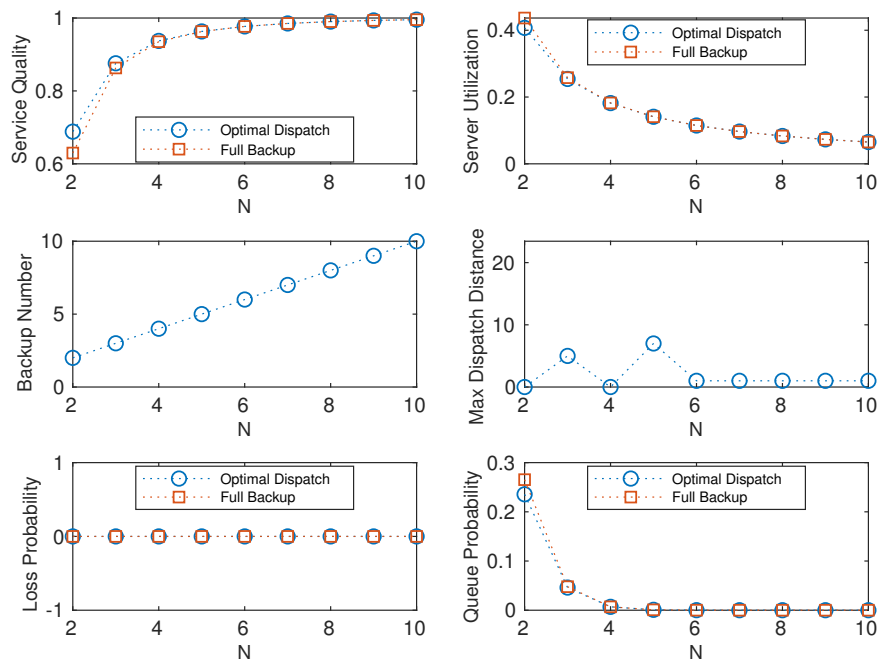 1
0.8
0.6
Service Quality
Optimal Dispatch
Full Backup
2 4 6 8 10
N
0.4
0.2
0
Server Utilization
Optimal Dispatch
Full Backup
2 4 6 8 10
N
10
5
0
Backup Number
2 4 6 8 10
N
20
10
0
Max Dispatch Distance
2 4 6 8 10
N
1
0
-1
Loss Probability
Optimal Dispatch
Full Backup
2 4 6 8 10
N
0.3
0.2
0.1
0
Queue Probability
Optimal Dispatch
Full Backup
2 4 6 8 10
N